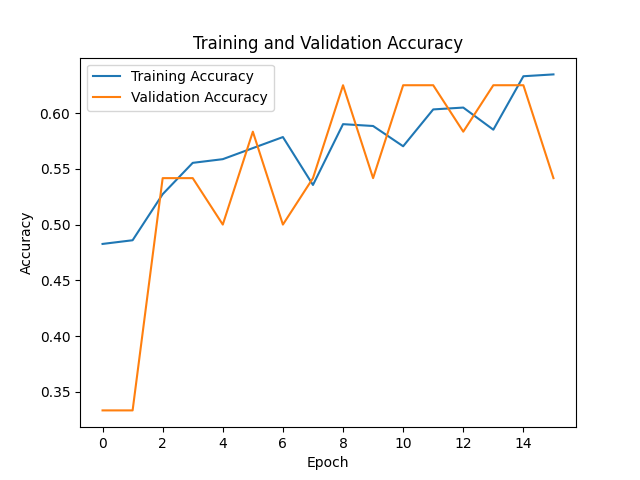 Training and Validation Accuracy
Training Accuracy
Validation Accuracy
Accuracy
0.60
0.55
0.50
0.45
0.40
0.35
0 2 4 6 8 10 12 14
Epoch